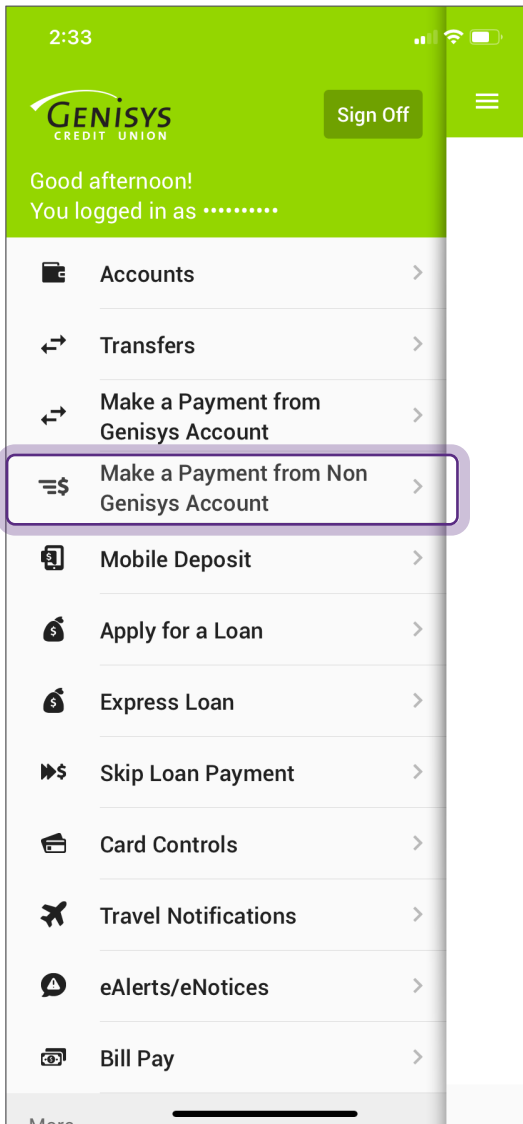 2:33
GENiSYS
CREDIT UNION
Sign Off
Good afternoon!
You logged in as ••••••••••
Accounts
Transfers
Make a Payment from
Genisys Account
Make a Payment from Non
Genisys Account
Mobile Deposit
Apply for a Loan
Express Loan
Skip Loan Payment
Card Controls
Travel Notifications
eAlerts/eNotices
Bill Pay
More